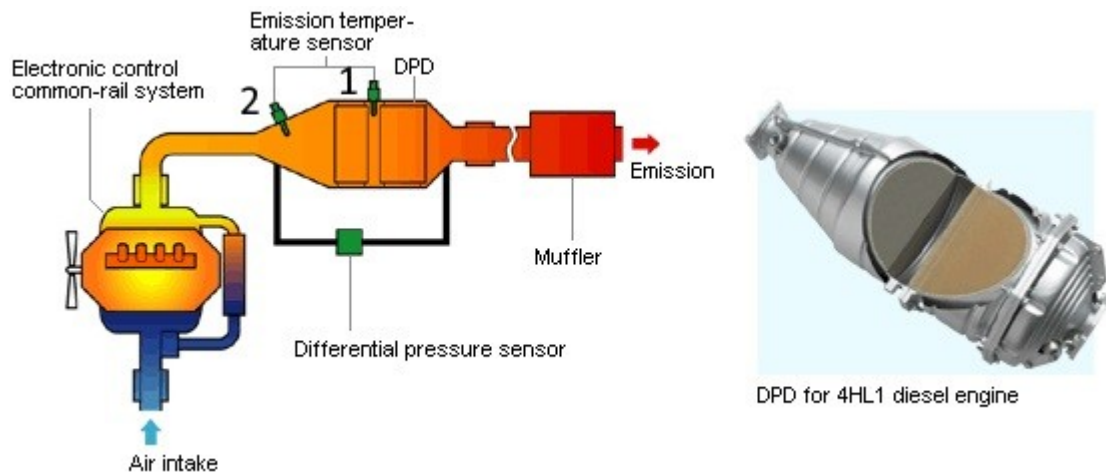 Emission temper-
ature sensor
DPD
Electronic control
common-rail system
1
2
Emission
Muffler
Differential pressure sensor
Air intake
DPD for 4HL1 diesel engine